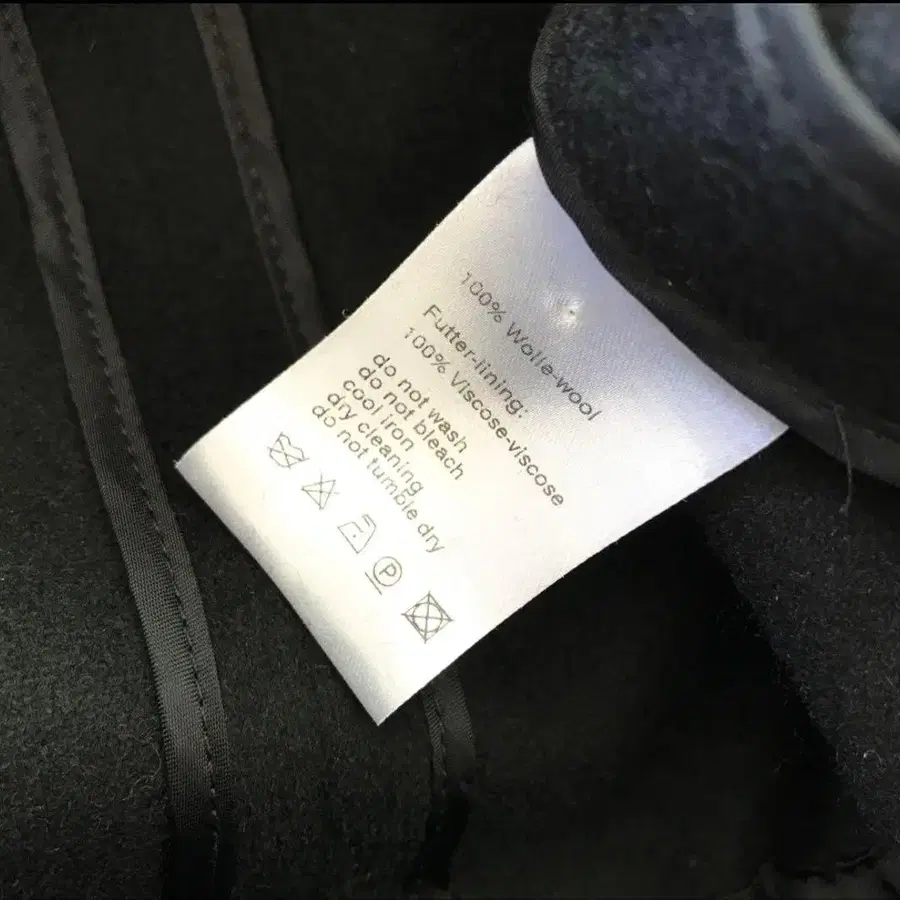 100% Wolle-wool
Futter-lining:
100% Viscose-viscose
do not wash
do not bleach
cool iron
dry cleaning
do not tumble dry
P